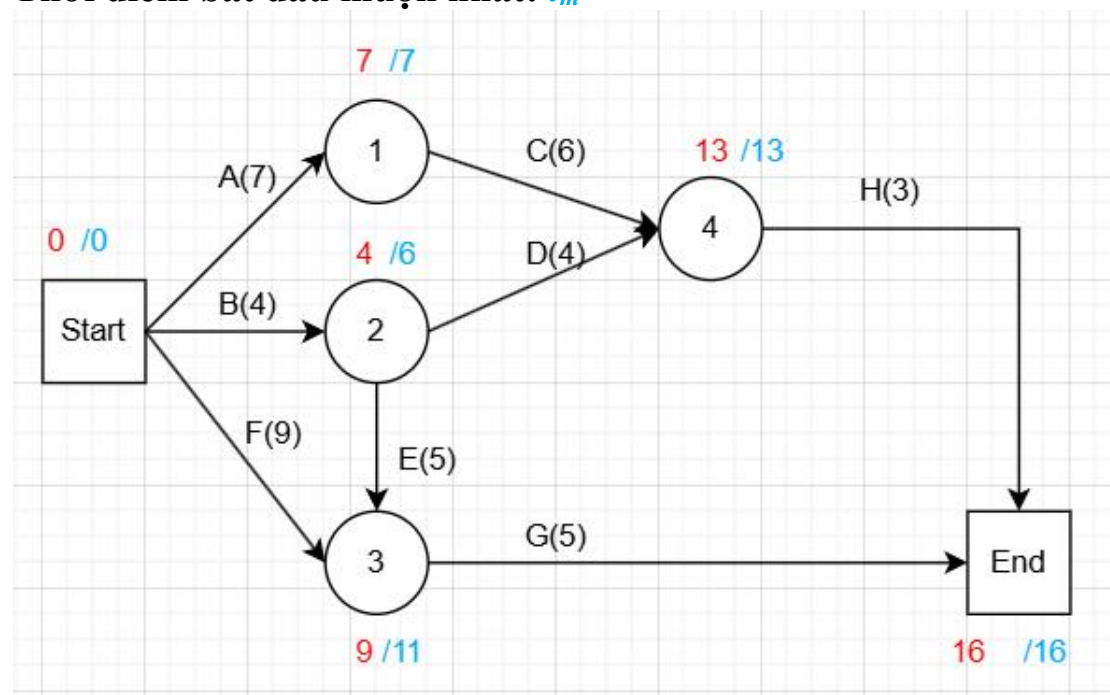 7 /7
1
C(6)
13 /13
A(7)
H(3)
4
0 /0
4 /6
D(4)
B(4)
Start
2
F(9)
E(5)
G(5)
3
End
9 /11
16 /16